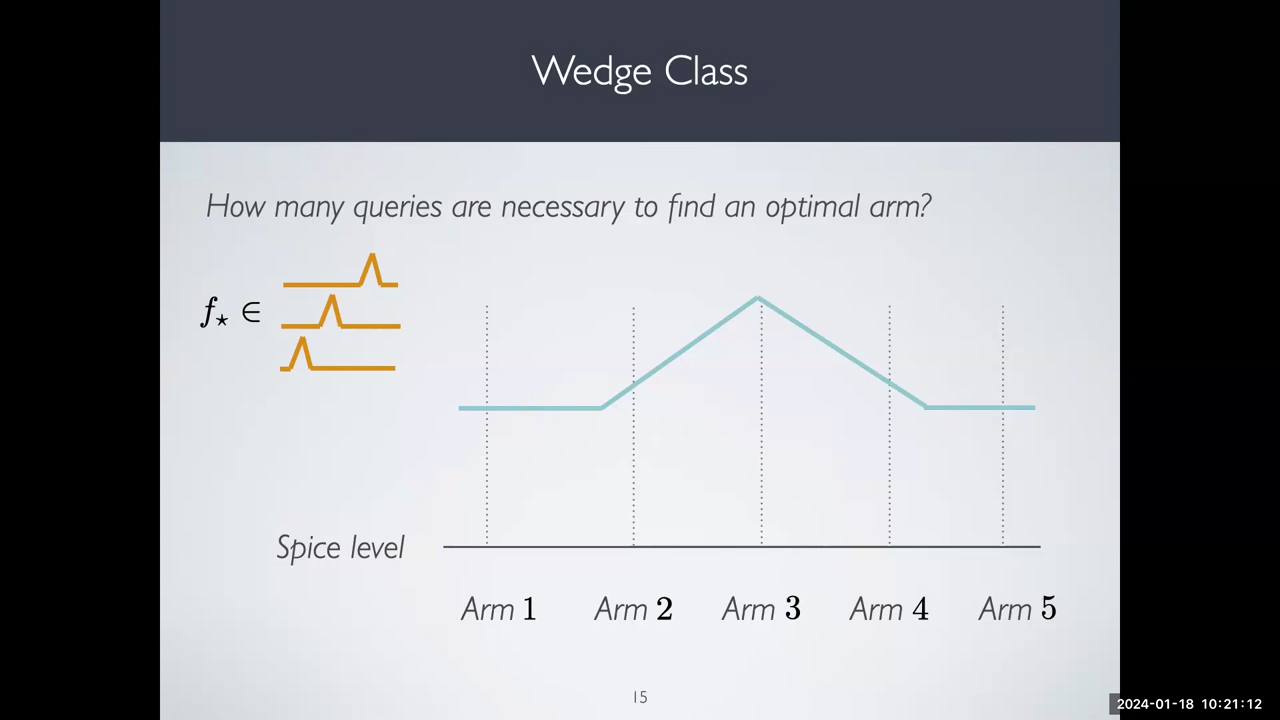 Wedge Class
How many queries are necessary to find an optimal arm?
f⋆ ∈
Spice level
Arm 1 Arm 2 Arm 3 Arm 4 Arm 5
15
2024-01-18 10:21:12